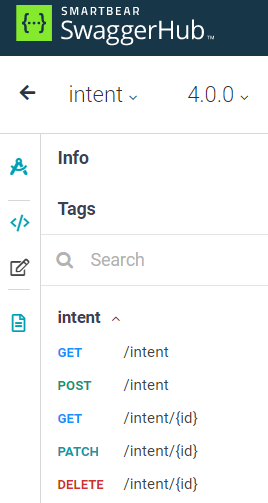 SMARTBEAR
SwaggerHub™
intent 4.0.0
Info
Tags
Search
intent
GET /intent
POST /intent
GET /intent/{id}
PATCH /intent/{id}
DELETE /intent/{id}